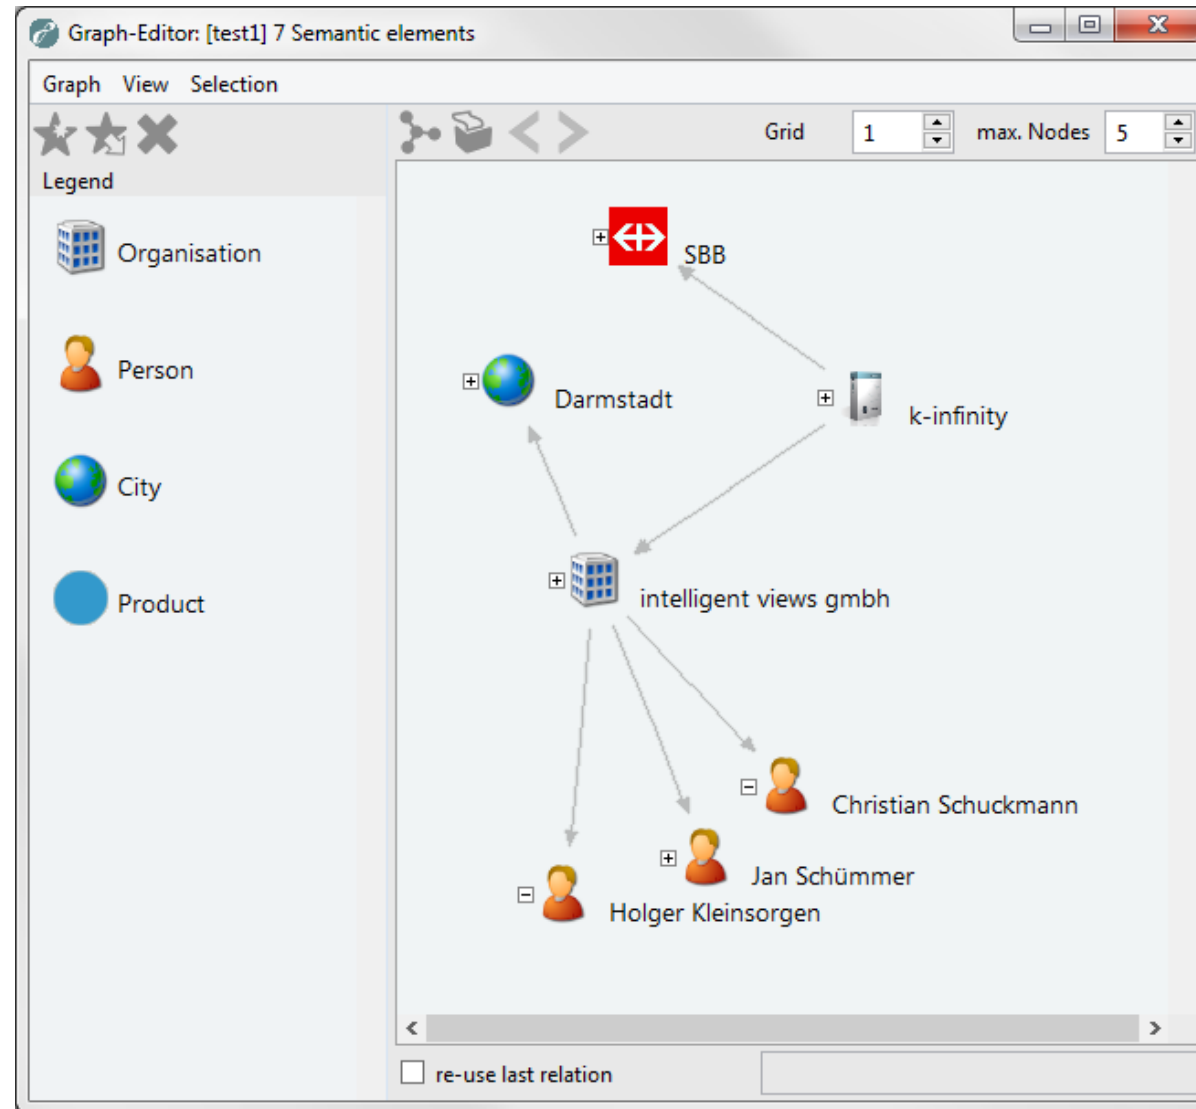 Graph-Editor: [test1] 7 Semantic elements
Graph View Selection
Grid 1 max. Nodes 5
Legend
Organisation
Person
City
Product
SBB
Darmstadt
k-infinity
intelligent views gmbh
Christian Schuckmann
Jan Schümmer
Holger Kleinsorgen
re-use last relation